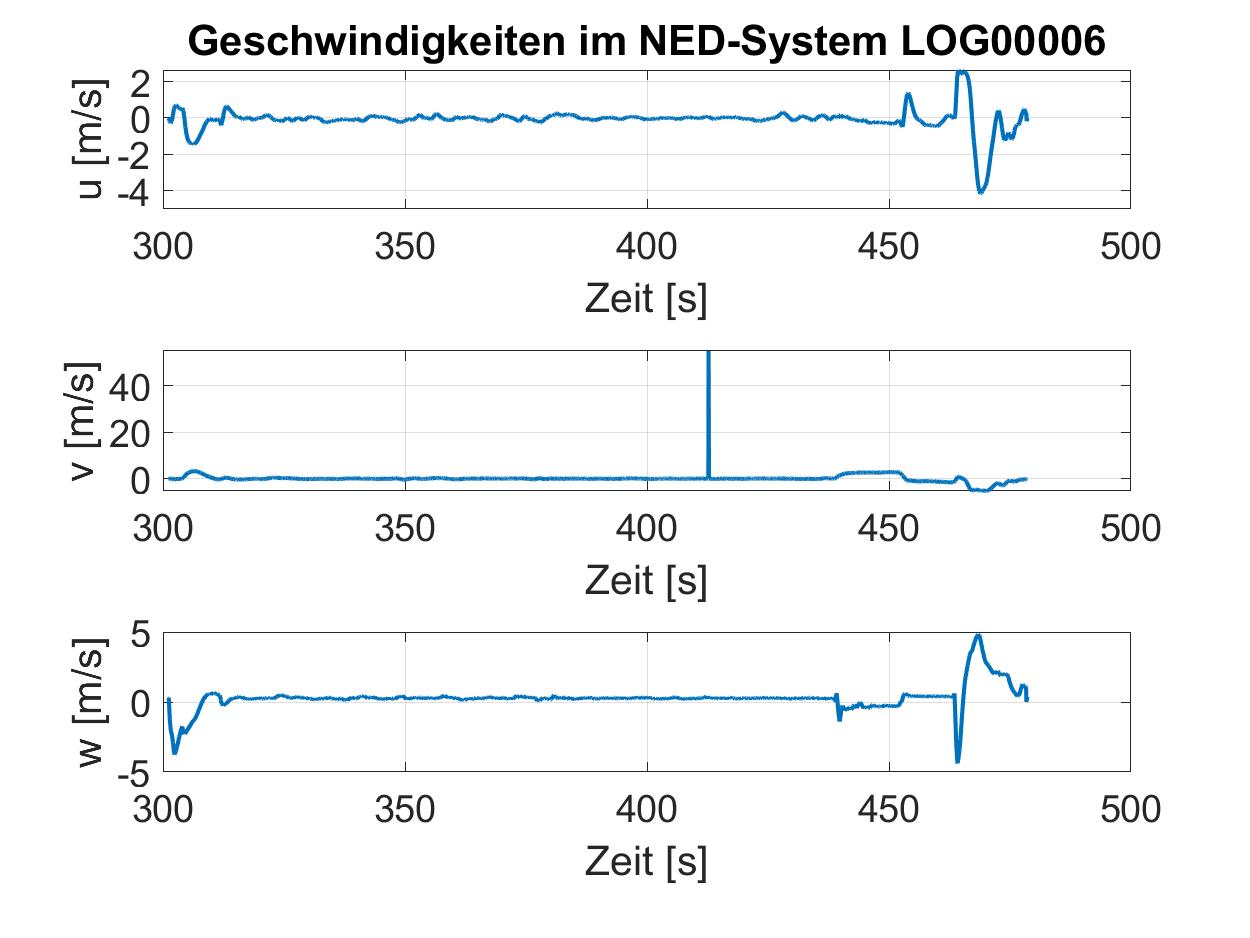 Geschwindigkeiten im NED-System LOG00006
u [m/s]
2
0
-2
-4
300 350 400 450 500
Zeit [s]
v [m/s]
40
20
0
300 350 400 450 500
Zeit [s]
w [m/s]
5
0
-5
300 350 400 450 500
Zeit [s]